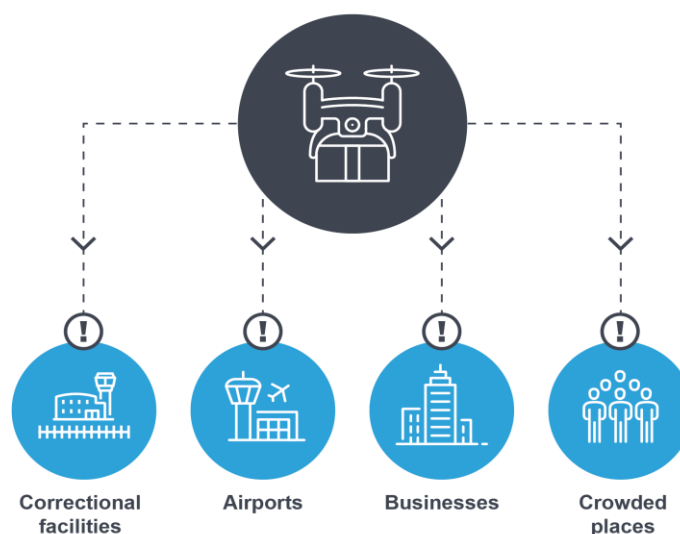 !
!
!
!
Correctional
facilities
Airports
Businesses
Crowded
places